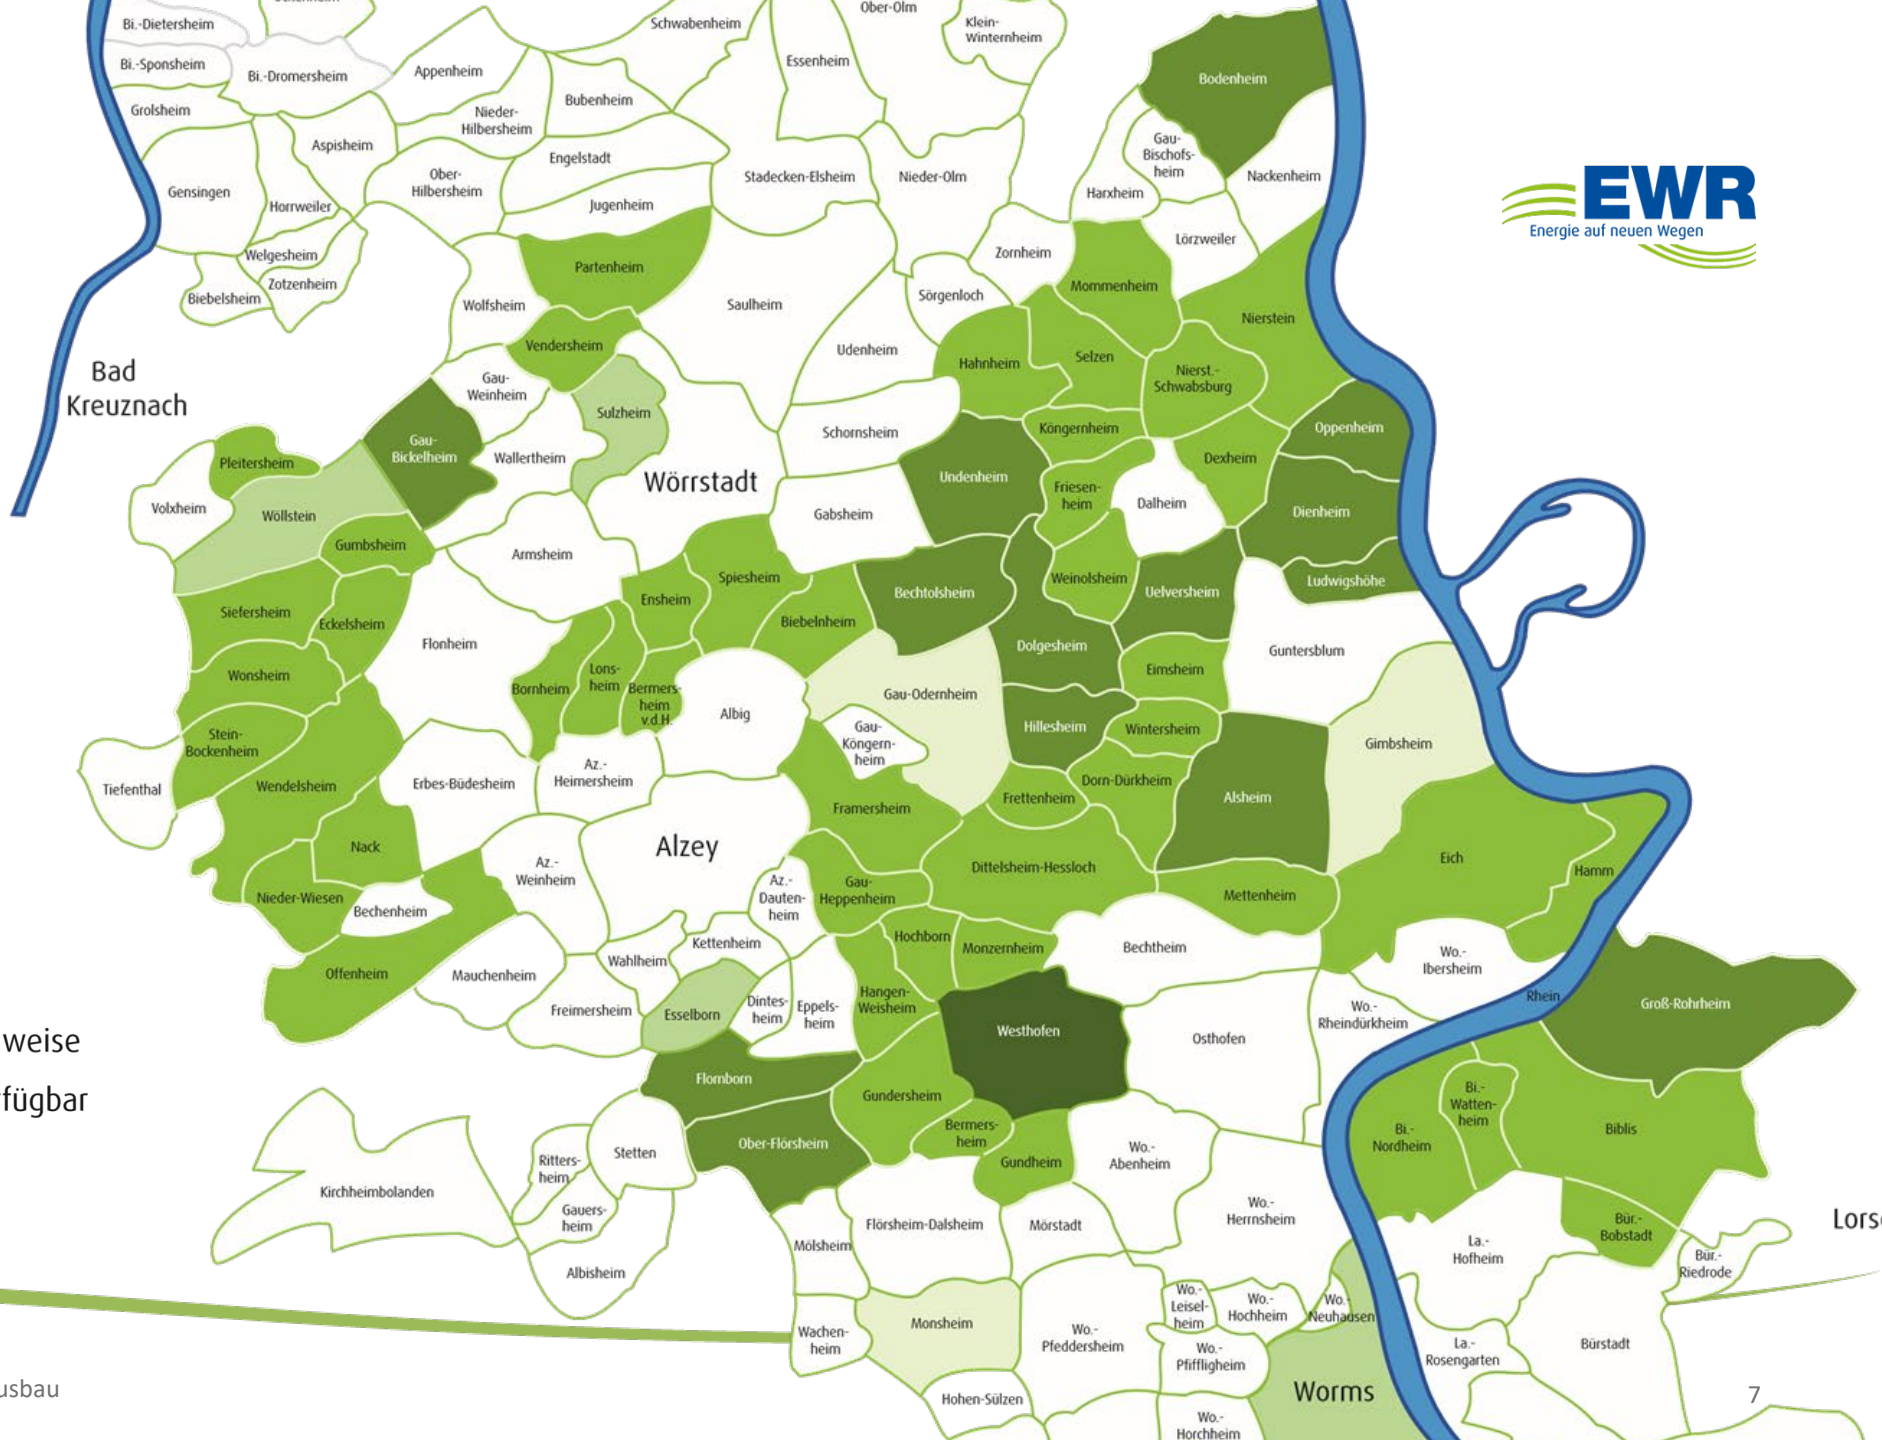 Ober-Olm
Bi.-Dietersheim
Schwabenheim
Klein-
Winternheim
Bi.-Sponsheim
Bi.-Dromersheim
Appenheim
Essenheim
Bodenheim
Grolsheim
Nieder-
Hilbersheim
Bubenheim
Aspisheim
Engelstadt
Gau-
Bischofs-
heim
Gensingen
Ober-
Hilbersheim
Stadecken-Elsheim
Nieder-Olm
Nackenheim
Harxheim
Horrweiler
Jugenheim
EWR
Energie auf neuen Wegen
Welgesheim
Zornheim
Lörzweiler
Partenheim
Zotzenheim
Biebelsheim
Wolfsheim
Saulheim
Sörgenloch
Mommenheim
Nierstein
Vendersheim
Udenheim
Hahnheim
Selzen
Nierst.-
Schwabsburg
Bad
Kreuznach
Gau-
Weinheim
Sulzheim
Gau-
Bickelheim
Schornsheim
Köngernheim
Oppenheim
Pleitersheim
Wallertheim
Dexheim
Wörrstadt
Undenheim
Friesen-
heim
Dalheim
Volxheim
Wöllstein
Gabsheim
Dienheim
Gumbsheim
Armsheim
Spiesheim
Weinolsheim
Ludwigshöhe
Ensheim
Bechtolsheim
Uelversheim
Siefersheim
Eckelsheim
Biebelnheim
Flonheim
Dolgesheim
Guntersblum
Wonsheim
Lons-
heim
Bornheim
Bermers-
heim
v.d.H.
Eimsheim
Gau-Odernheim
Albig
Stein-
Bockenheim
Gau-
Köngern-
heim
Hillesheim
Wintersheim
Gimbsheim
Tiefenthal
Wendelsheim
Erbes-Büdesheim
Az.-
Heimersheim
Dorn-Dürkheim
Frettenheim
Alsheim
Framersheim
Nack
Alzey
Eich
Az.-
Weinheim
Dittelsheim-Hessloch
Hamm
Az.-
Dauten-
heim
Gau-
Heppenheim
Mettenheim
Nieder-Wiesen
Bechenheim
Hochborn
Monzernheim
Bechtheim
Kettenheim
Wahlheim
Wo.-
Ibersheim
Offenheim
Mauchenheim
Rhein
Groß-Rohrheim
Freimersheim
Esselborn
Dintes-
heim
Eppels-
heim
Hangen-
Weisheim
Wo.-
Rheindürkheim
Westhofen
Osthofen
weise
Flomborn
Gundersheim
fügbar
Bi.-
Watten-
heim
Bermers-
heim
Bi.-
Nordheim
Biblis
Ober-Flörsheim
Stetten
Ritters-
heim
Gundheim
Wo.-
Abenheim
Kirchheimbolanden
Gauers-
heim
Flörsheim-Dalsheim
Mörstadt
Wo.-
Herrnsheim
Bür.-
Bobstadt
Lors
Mölsheim
La.-
Hofheim
Bür.-
Riedrode
Albisheim
Wo.-
Leisel-
heim
Wo.-
Hochheim
Wo.-
Neuhausen
Monsheim
Wachen-
heim
Wo.-
Pfeddersheim
Wo.-
Pfiffligheim
La.-
Rosengarten
Bürstadt
usbau
Hohen-Sülzen
Worms
7
Wo.-
Horchheim